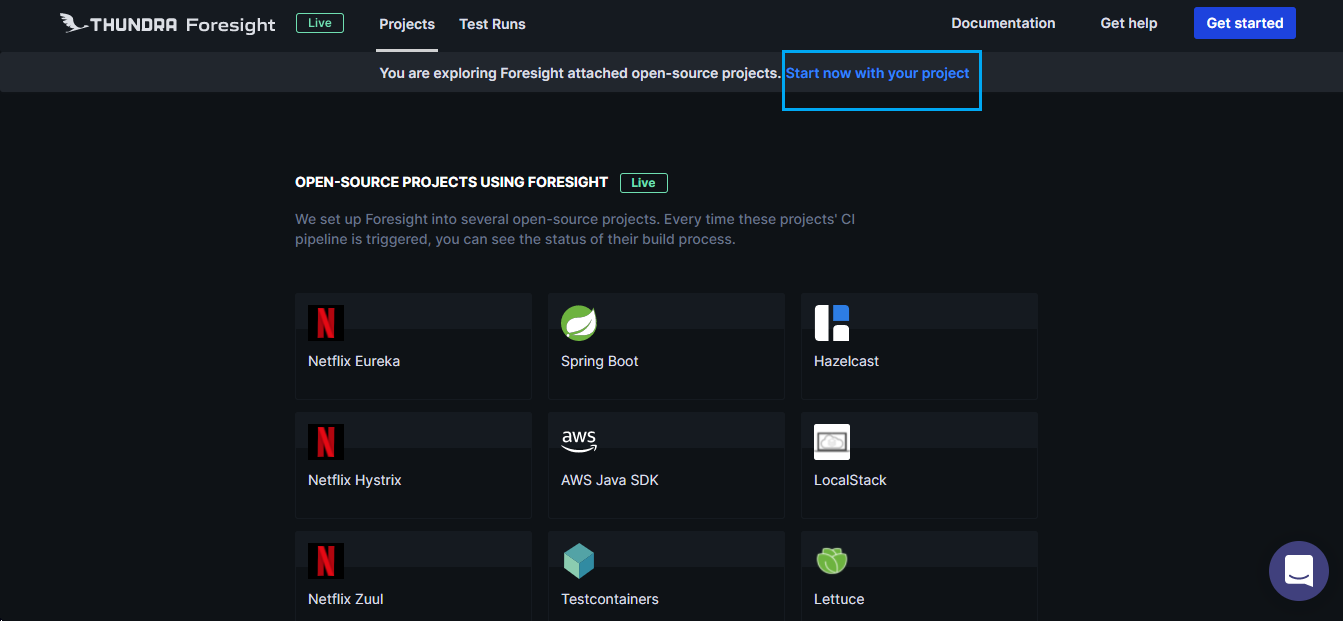 THUNDRA Foresight
Live
Projects
Test Runs
Documentation
Get help
Get started
You are exploring Foresight attached open-source projects. Start now with your project
OPEN-SOURCE PROJECTS USING FORESIGHT
Live
We set up Foresight into several open-source projects. Every time these projects' CI
pipeline is triggered, you can see the status of their build process.
N
Netflix Eureka
Spring Boot
Hazelcast
N
Netflix Hystrix
aws
AWS Java SDK
LocalStack
N
Netflix Zuul
Testcontainers
Lettuce